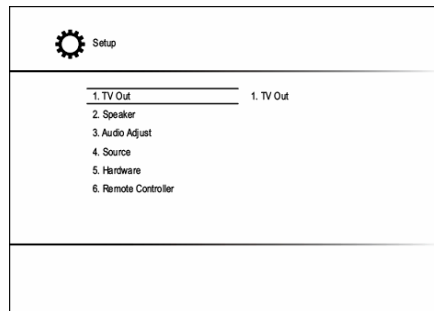 Setup
1. TV Out
1. TV Out
2. Speaker
3. Audio Adjust
4. Source
5. Hardware
6. Remote Controller